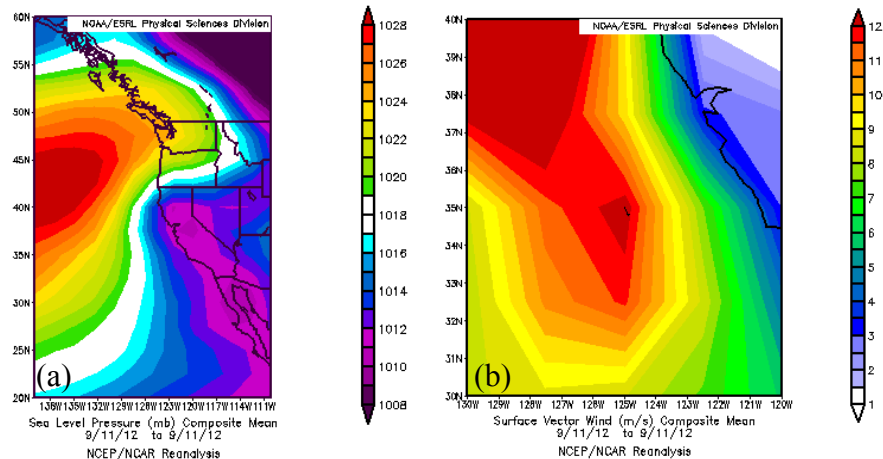 NOAA/ESRL Physical Sciences Division
60N
55N
50N
45N
40N
35N
30N
25N
20N
(a)
136W 135W 132W 129W 126W 123W 120W 117W 114W 111W
Sea Level Pressure (mb) Composite Mean
9/11/12 to 9/11/12
NCEP/NCAR Reanalysis
1028
1026
1024
1022
1020
1018
1016
1014
1012
1010
1008
NOAA/ESRL Physical Sciences Division
40N
39N
38N
37N
36N
35N
34N
33N
32N
31N
30N
(b)
130W 129W 128W 127W 126W 125W 124W 123W 122W 121W 120W
Surface Vector Wind (m/s) Composite Mean
9/11/12 to 9/11/12
NCEP/NCAR Reanalysis
12
11
10
9
8
7
6
5
4
3
2
1